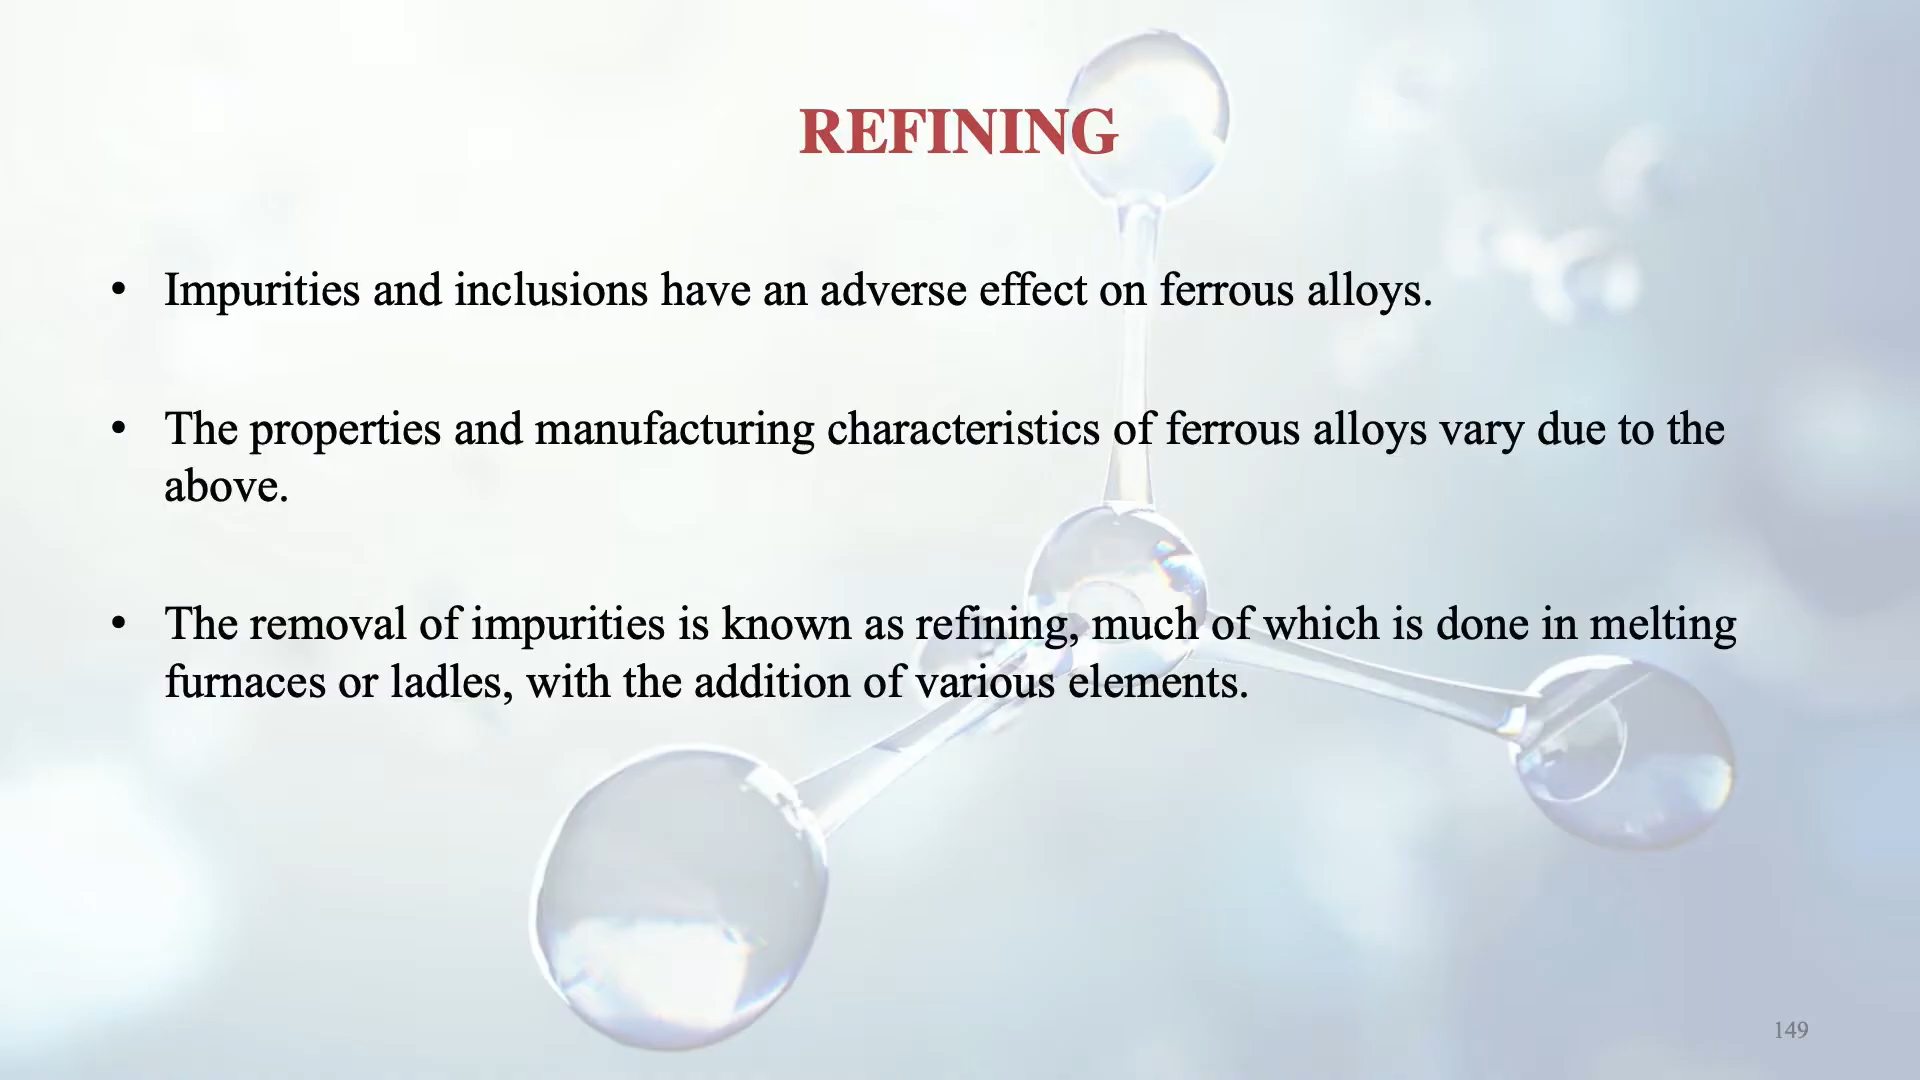 REFINING
• Impurities and inclusions have an adverse effect on ferrous alloys.
• The properties and manufacturing characteristics of ferrous alloys vary due to the
above.
• The removal of impurities is known as refining, much of which is done in melting
furnaces or ladles, with the addition of various elements.
149